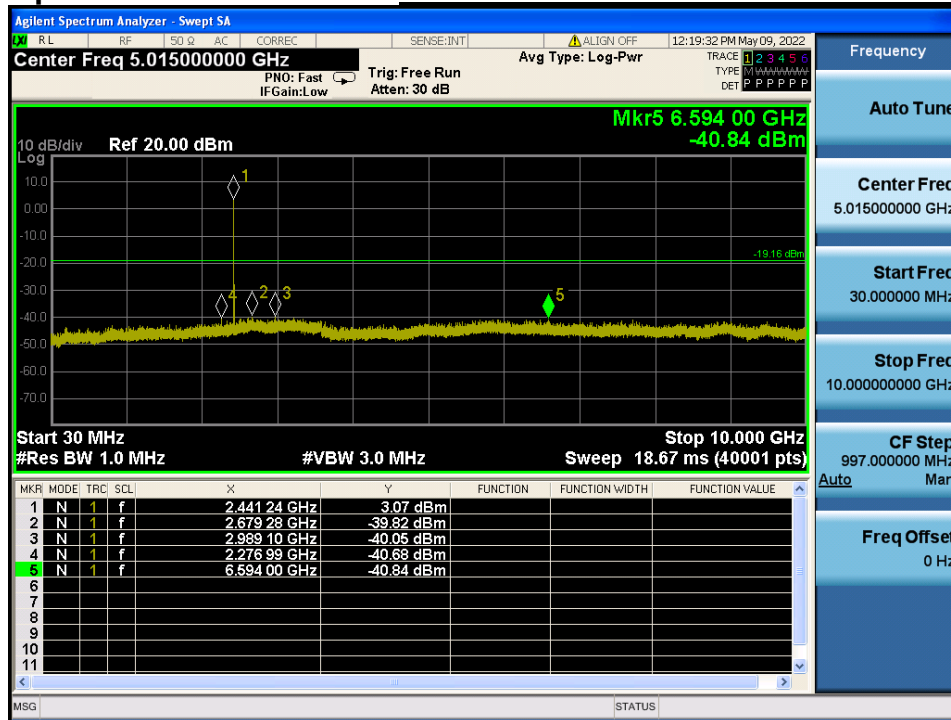 Agilent Spectrum Analyzer - Swept SA
LXI RL RF 50 Ω AC CORREC SENSE:INT ALIGN OFF 12:19:32 PM May 09, 2022
Center Freq 5.015000000 GHz
PNO: Fast
IFGain:Low
Trig: Free Run
Atten: 30 dB
Avg Type: Log-Pwr
TRACE 1 2 3 4 5 6
TYPE M
DET P P P P P P
Mkr5 6.594 00 GHz
-40.84 dBm
10 dB/div Ref 20.00 dBm
Log
10.0
0.00
-10.0
-20.0
-30.0
-40.0
-50.0
-60.0
-70.0
1
-19.16 dBm
4 2 3 5
Start 30 MHz Stop 10.000 GHz
#Res BW 1.0 MHz #VBW 3.0 MHz Sweep 18.67 ms (40001 pts)
MKR MODE TRC SCL X Y FUNCTION FUNCTION WIDTH FUNCTION VALUE
1 N 1 f 2.441 24 GHz 3.07 dBm
2 N 1 f 2.679 28 GHz -39.82 dBm
3 N 1 f 2.989 10 GHz -40.05 dBm
4 N 1 f 2.276 99 GHz -40.68 dBm
5 N 1 f 6.594 00 GHz -40.84 dBm
6
7
8
9
10
11
MSG STATUS
Frequency
Auto Tune
Center Freq
5.015000000 GHz
Start Freq
30.000000 MHz
Stop Freq
10.000000000 GHz
CF Step
997.000000 MHz
Auto Man
Freq Offset
0 Hz